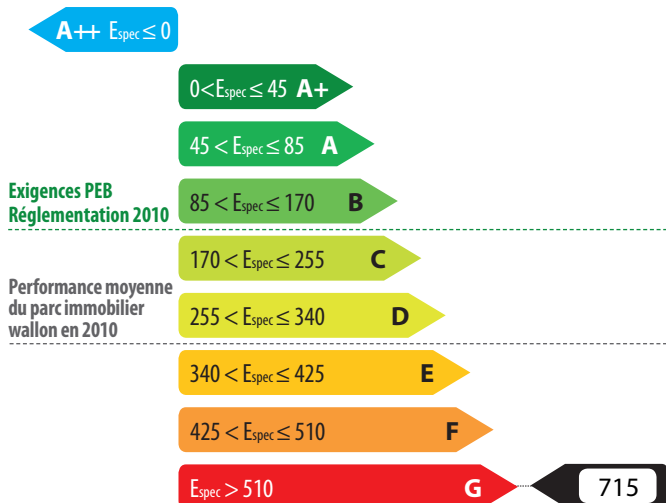 A++ Espec ≤ 0
0 < Espec ≤ 45 A+
45 < Espec ≤ 85 A
Exigences PEB
Réglementation 2010
85 < Espec ≤ 170 B
170 < Espec ≤ 255 C
Performance moyenne
du parc immobilier
wallon en 2010
255 < Espec ≤ 340 D
340 < Espec ≤ 425 E
425 < Espec ≤ 510 F
Espec > 510 G 715